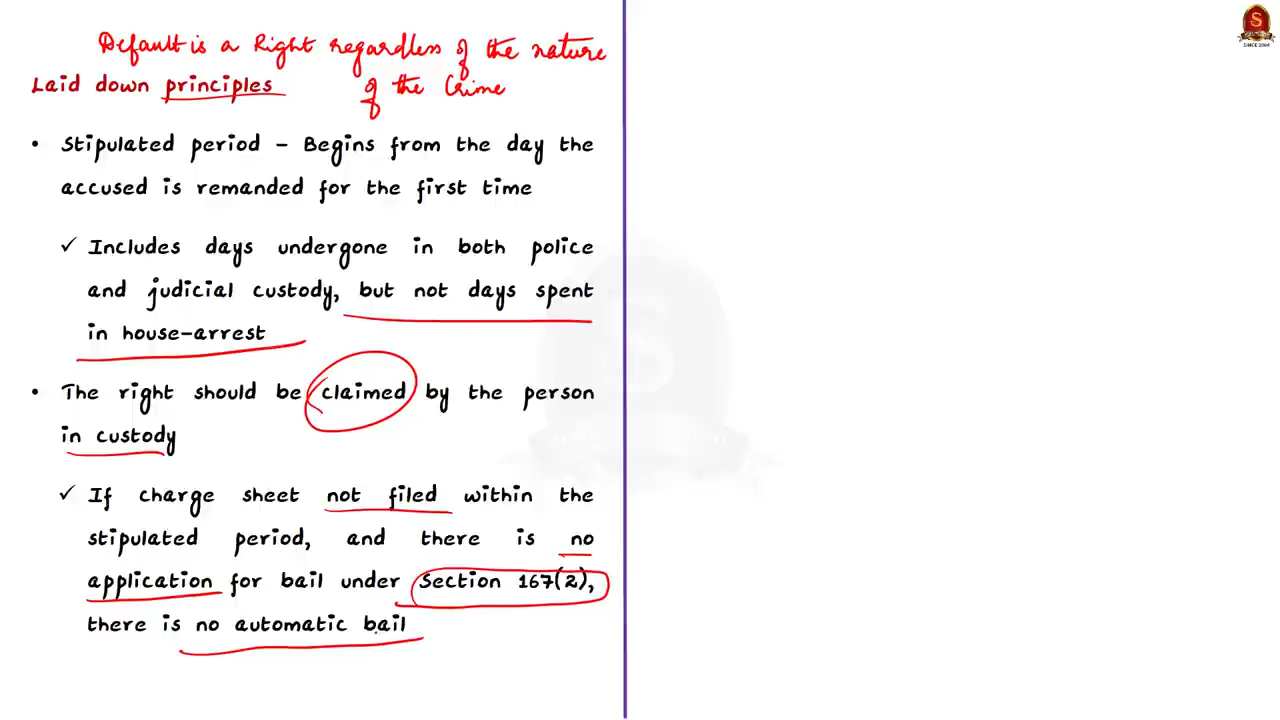 Default is a Right regardless of the nature
of the Crime
Laid down principles
• Stipulated period – Begins from the day the
accused is remanded for the first time
✓ Includes days undergone in both police
and judicial custody, but not days spent
in house-arrest
• The right should be claimed by the person
in custody
✓ If charge sheet not filed within the
stipulated period, and there is no
application for bail under Section 167(2),
there is no automatic bail
S
SINCE 2004